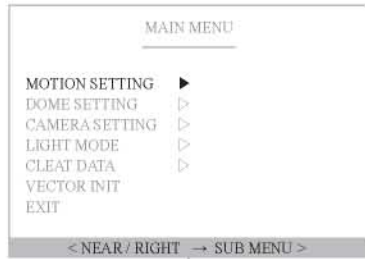 MAIN MENU
MOTION SETTING ▶
DOME SETTING ▷
CAMERA SETTING ▷
LIGHT MODE ▷
CLEAT DATA ▷
VECTOR INIT
EXIT
< NEAR / RIGHT → SUB MENU >